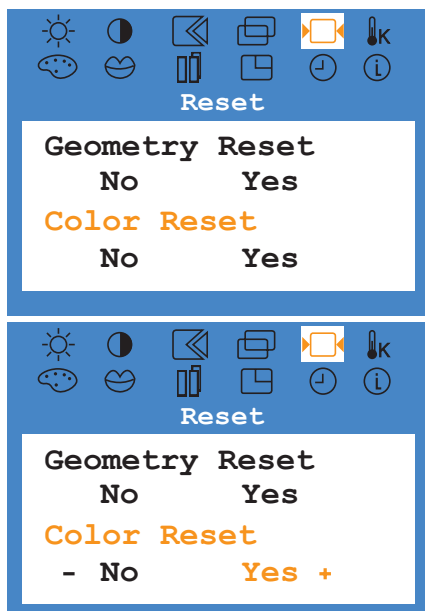 K
i
Reset
Geometry Reset
No Yes
Color Reset
No Yes
K
i
Reset
Geometry Reset
No Yes
Color Reset
- No Yes +